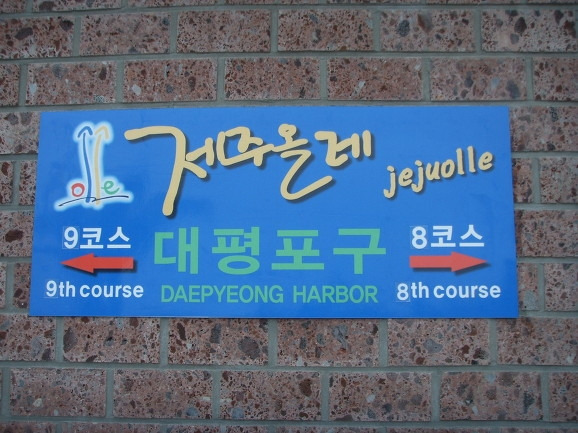 olle
제주올레 jejuolle
9코스
대평포구
8코스
9th course
DAEPYEONG HARBOR
8th course